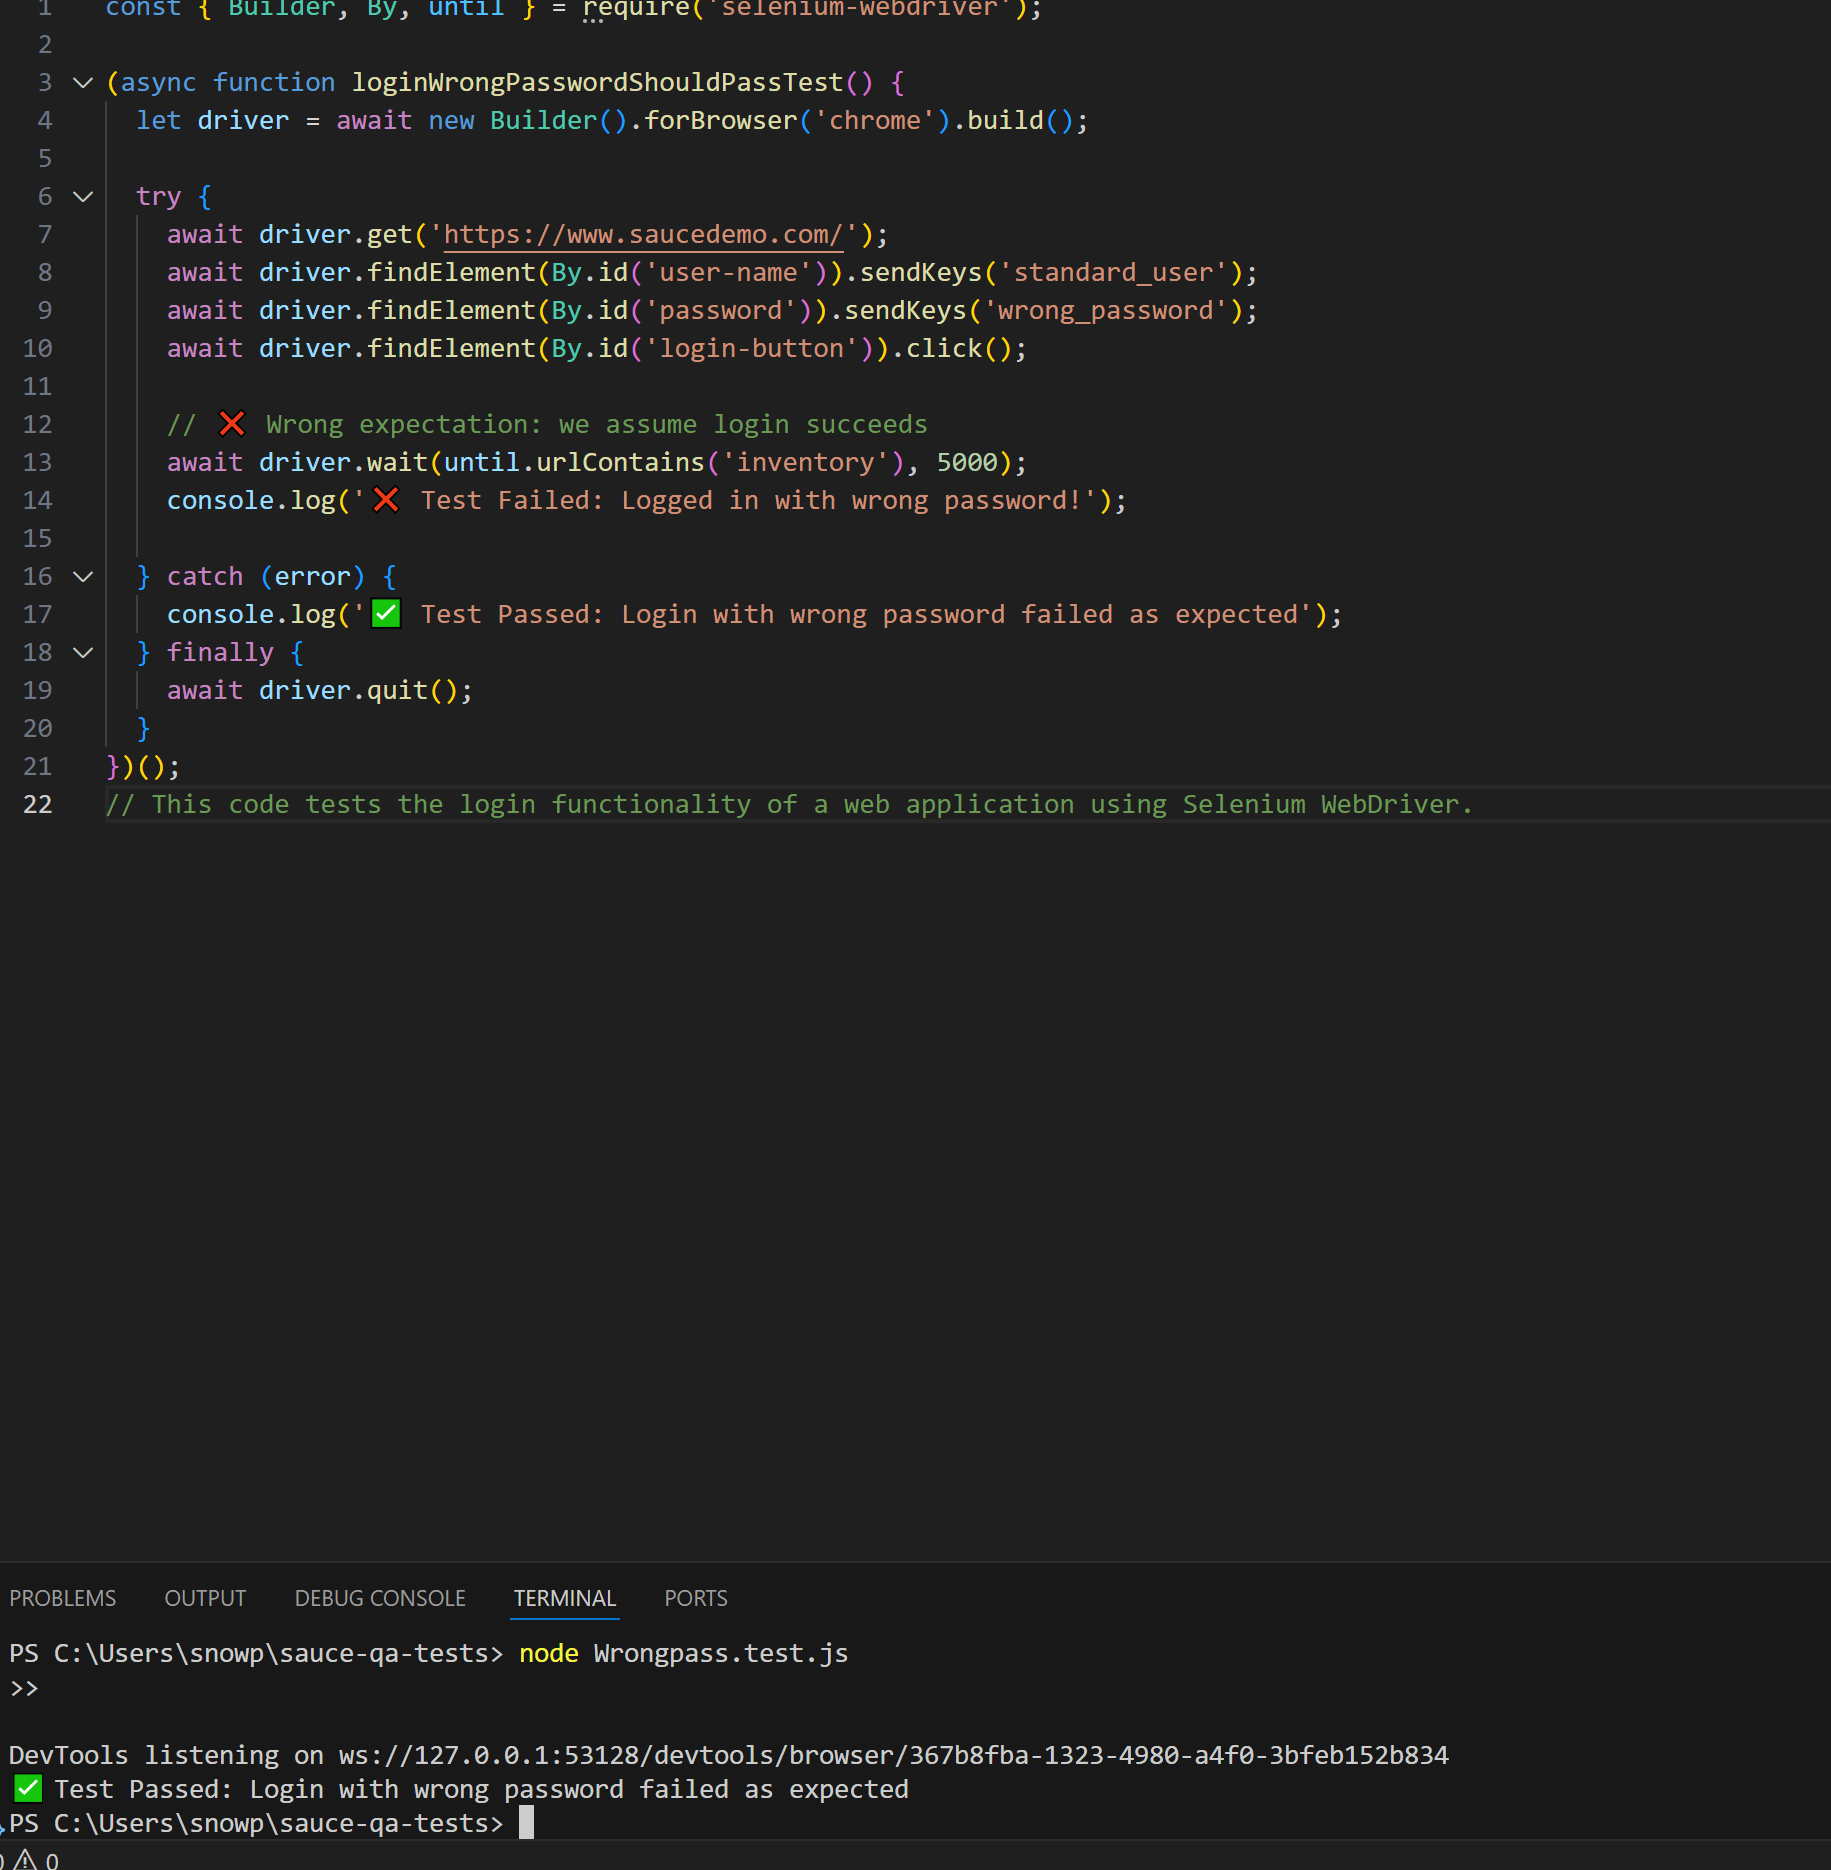 1 const { Builder, By, until } = require('selenium-webdriver');
2
3 (async function loginWrongPasswordShouldPassTest() {
4 let driver = await new Builder().forBrowser('chrome').build();
5
6 try {
7 await driver.get('https://www.saucedemo.com/');
8 await driver.findElement(By.id('user-name')).sendKeys('standard_user');
9 await driver.findElement(By.id('password')).sendKeys('wrong_password');
10 await driver.findElement(By.id('login-button')).click();
11
12 // ❌ Wrong expectation: we assume login succeeds
13 await driver.wait(until.urlContains('inventory'), 5000);
14 console.log('❌ Test Failed: Logged in with wrong password!');
15
16 } catch (error) {
17 console.log('✅ Test Passed: Login with wrong password failed as expected');
18 } finally {
19 await driver.quit();
20 }
21 })();
22 // This code tests the login functionality of a web application using Selenium WebDriver.
PROBLEMS OUTPUT DEBUG CONSOLE TERMINAL PORTS
PS C:\Users\snowp\sauce-qa-tests> node Wrongpass.test.js
>>
DevTools listening on ws://127.0.0.1:53128/devtools/browser/367b8fba-1323-4980-a4f0-3bfeb152b834
✅ Test Passed: Login with wrong password failed as expected
PS C:\Users\snowp\sauce-qa-tests>
0 ⚠ 0